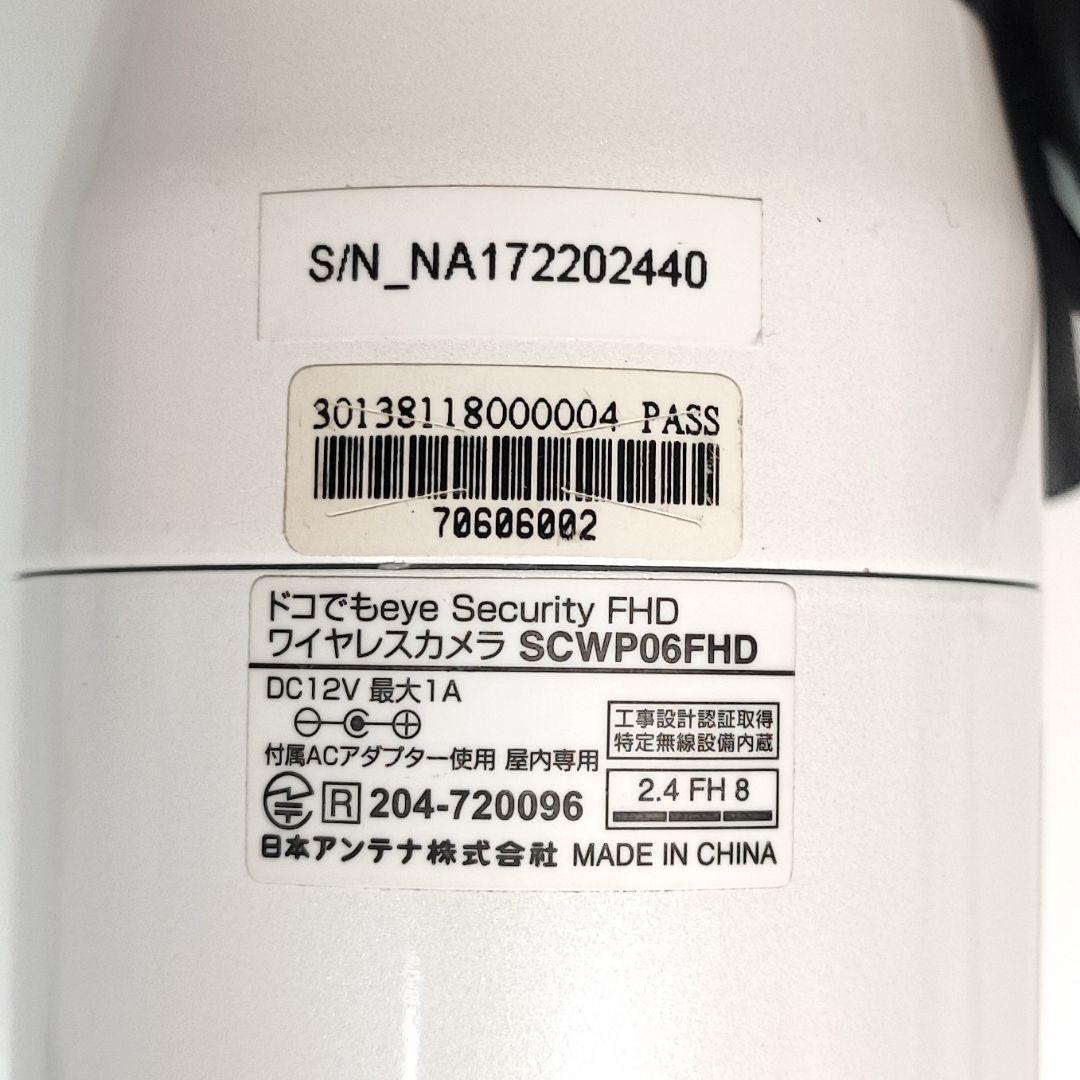 S/N_NA172202440
30138118000004 PASS
70606002
ドコでもeye Security FHD
ワイヤレスカメラ SCWP06FHD
DC12V 最大1A
付属ACアダプター使用 屋内専用
工事設計認証取得
特定無線設備内蔵
R 204-720096
2.4 FH 8
日本アンテナ株式会社 MADE IN CHINA